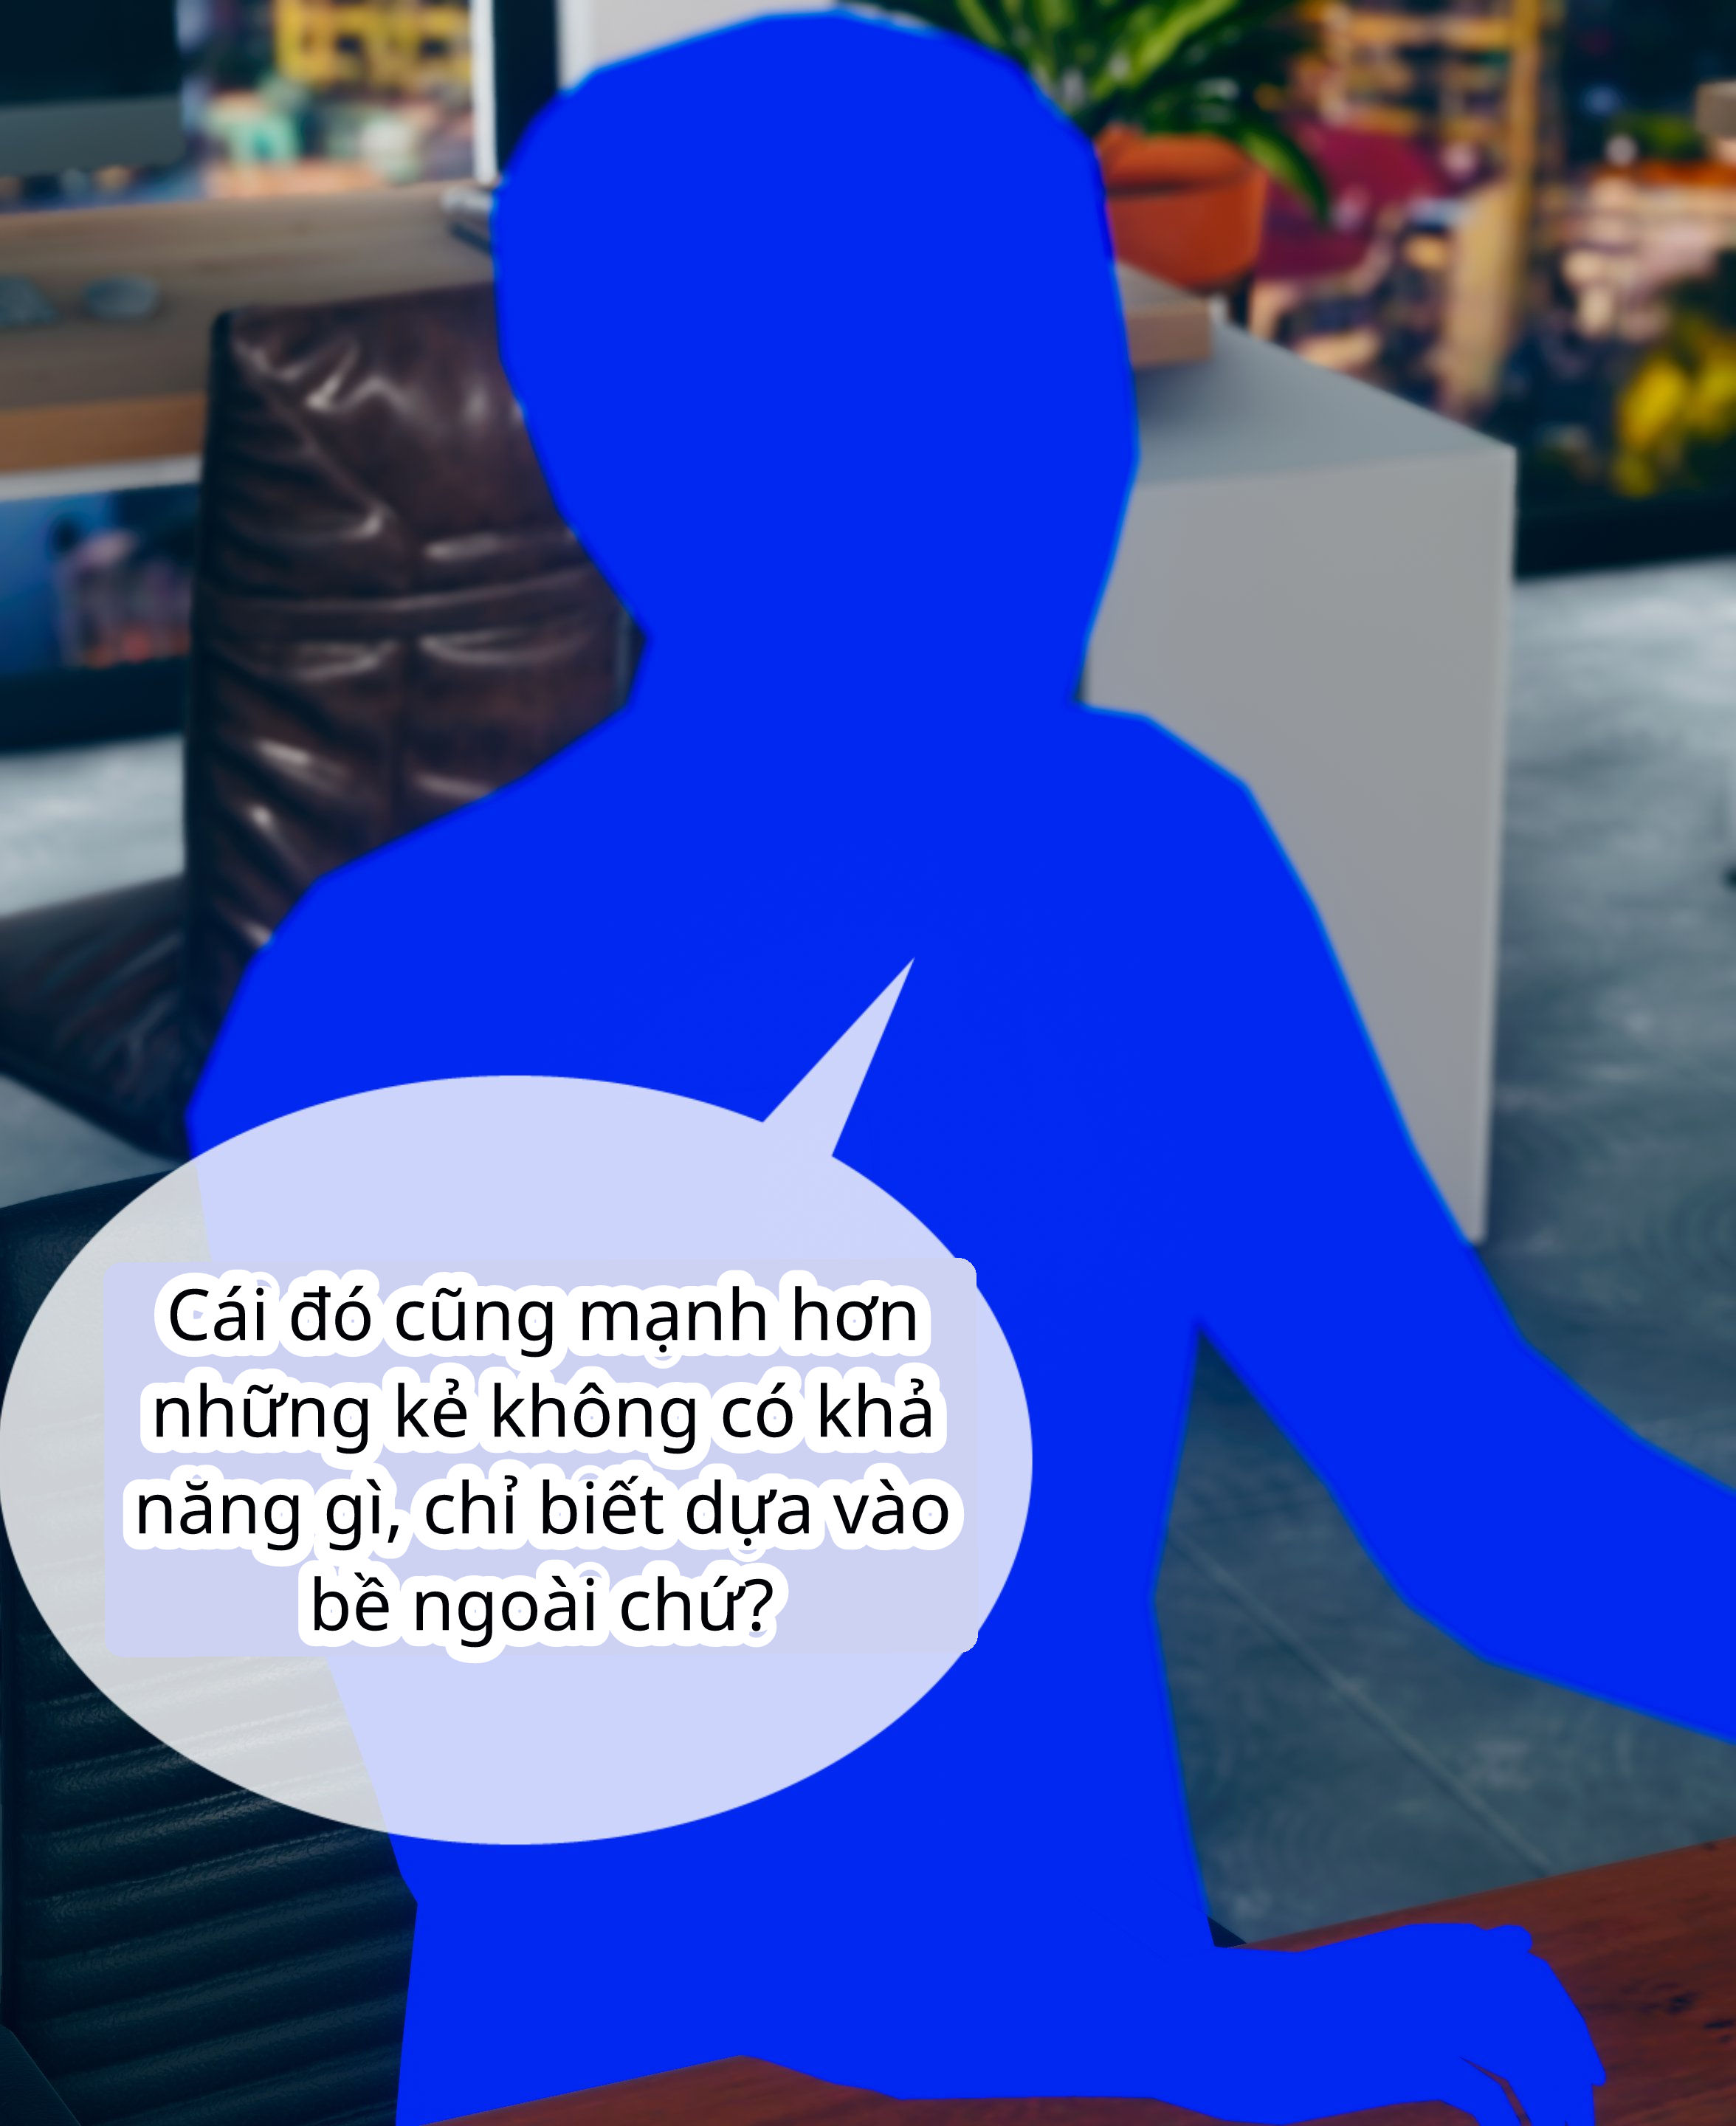 Cái đó cũng mạnh hơn
những kẻ không có khả
năng gì, chỉ biết dựa vào
bề ngoài chứ?